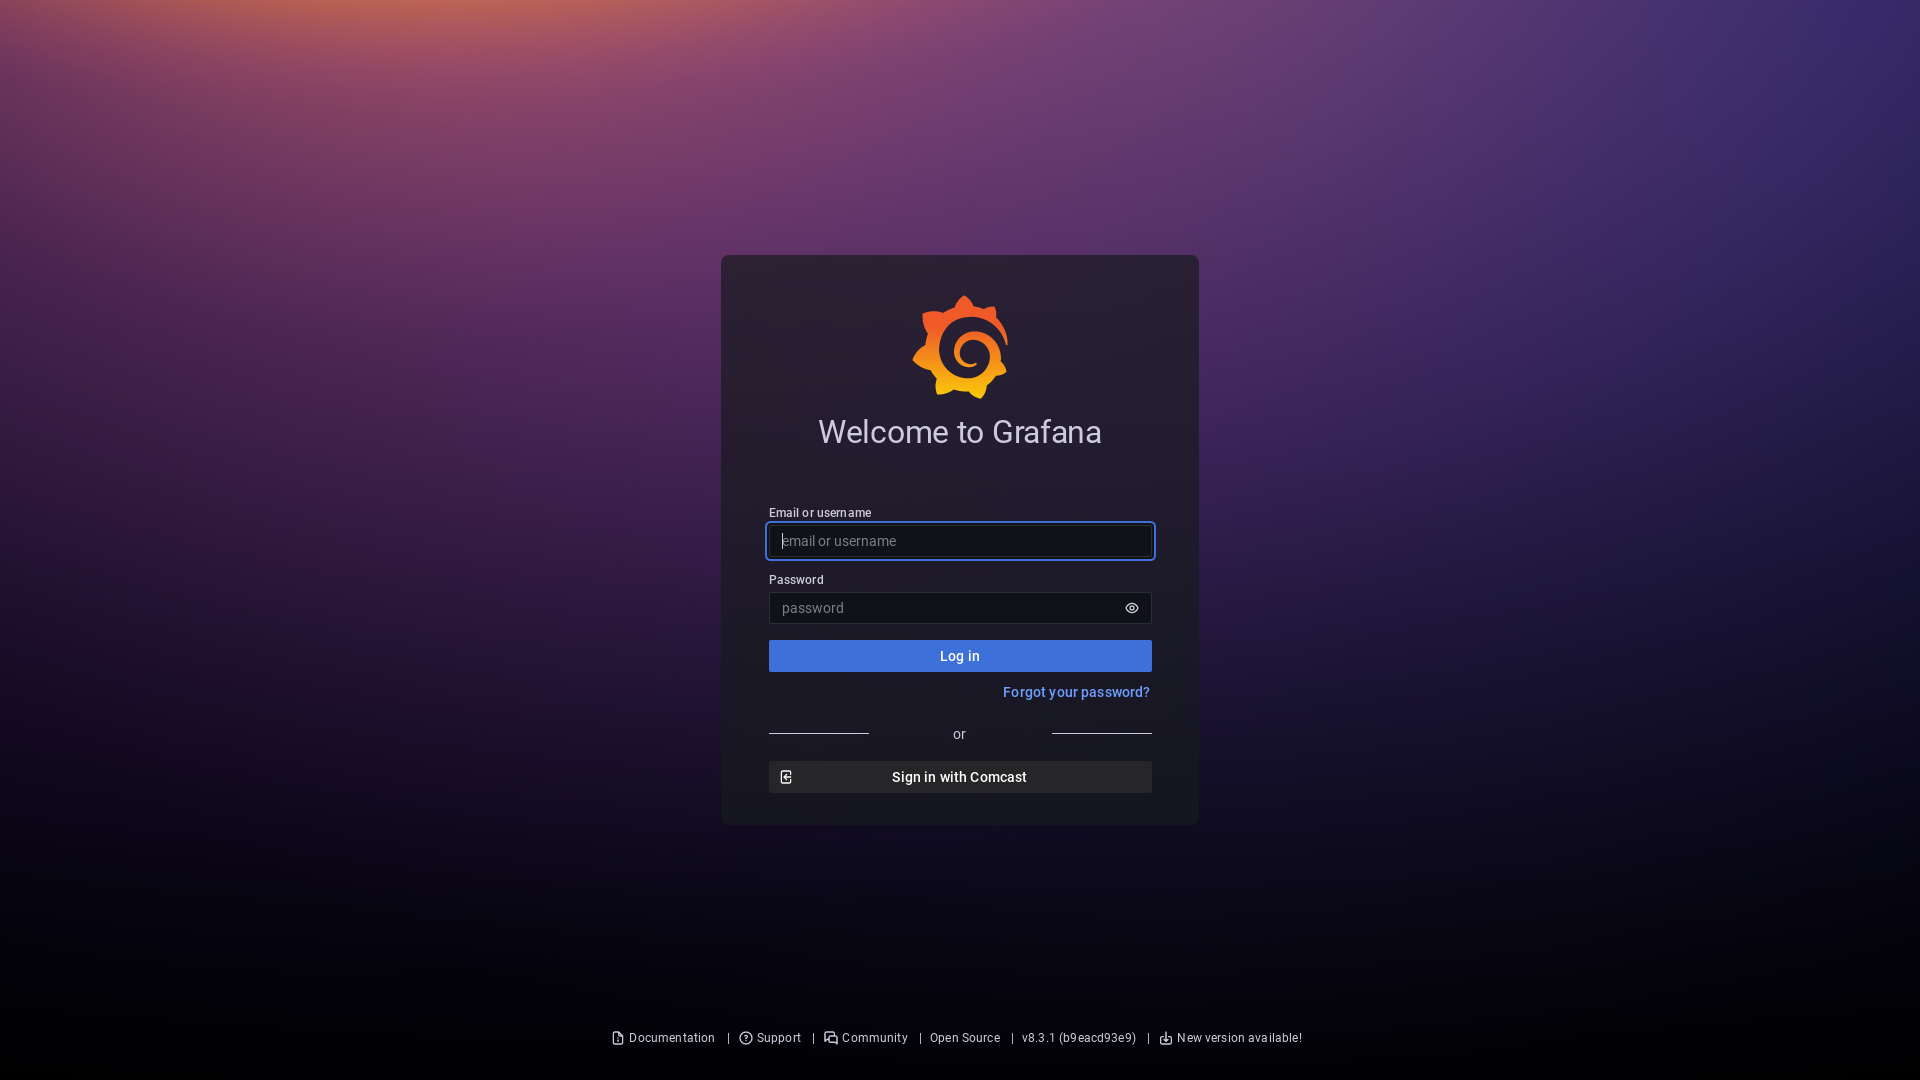 Welcome to Grafana
Email or username
email or username
Password
password
Log in
Forgot your password?
or
Sign in with Comcast
Documentation | Support | Community | Open Source | v8.3.1 (b9eacd93e9) | New version available!